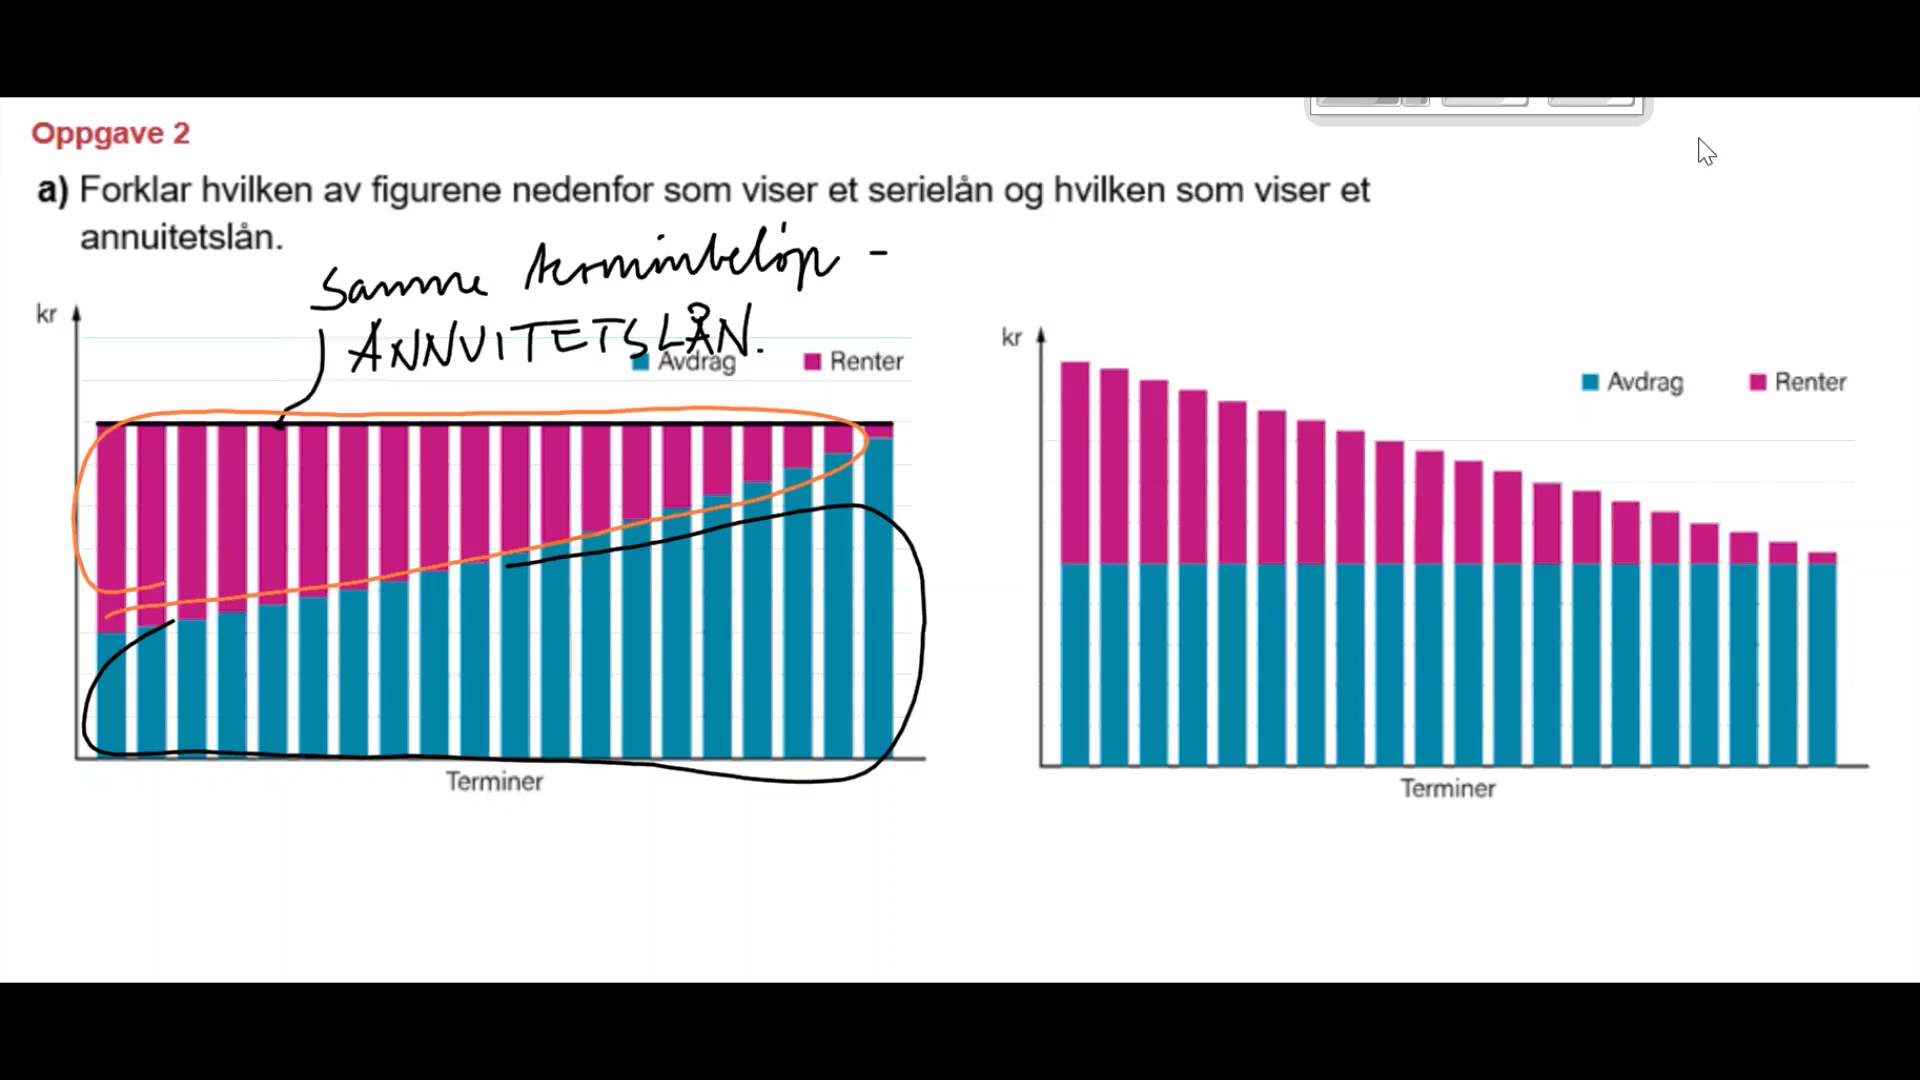 Oppgave 2
a) Forklar hvilken av figurene nedenfor som viser et serielån og hvilken som viser et
annuitetslån.
Samme terminbeløp -
ANNUITETSLÅN.
kr
Avdrag
Renter
Terminer
kr
Avdrag
Renter
Terminer